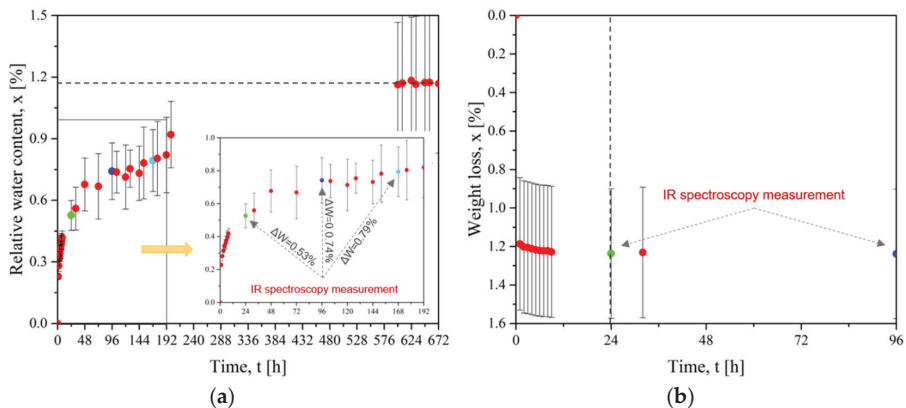 (a)
Relative water content, x [%]
1.5
1.2
0.9
0.6
0.3
0.0
0 48 96 144 192 240 288 336 384 432 480 528 576 624 672
Time, t [h]
1.0
0.8
0.6
0.4
0.2
0.0
0 24 48 72 96 120 144 168 192
ΔW=0.53%
ΔW=0.0.74%
ΔW=0.79%
IR spectroscopy measurement
(a)
(b)
Weight loss, x [%]
0.0
0.2
0.4
0.6
0.8
1.0
1.2
1.4
1.6
IR spectroscopy measurement
0 24 48 72 96
Time, t [h]
(b)